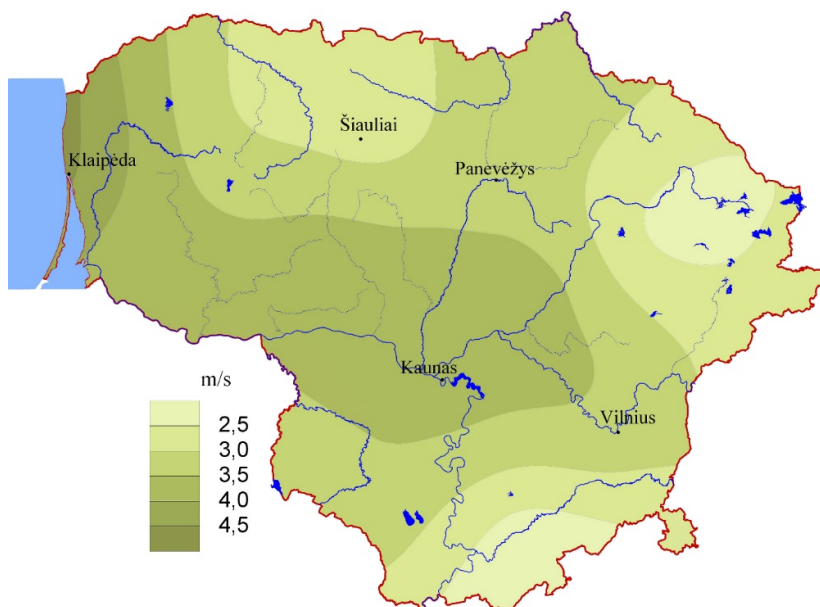 Šiauliai
Klaipėda
Panevėžys
Kaunas
Vilnius
m/s
2,5
3,0
3,5
4,0
4,5